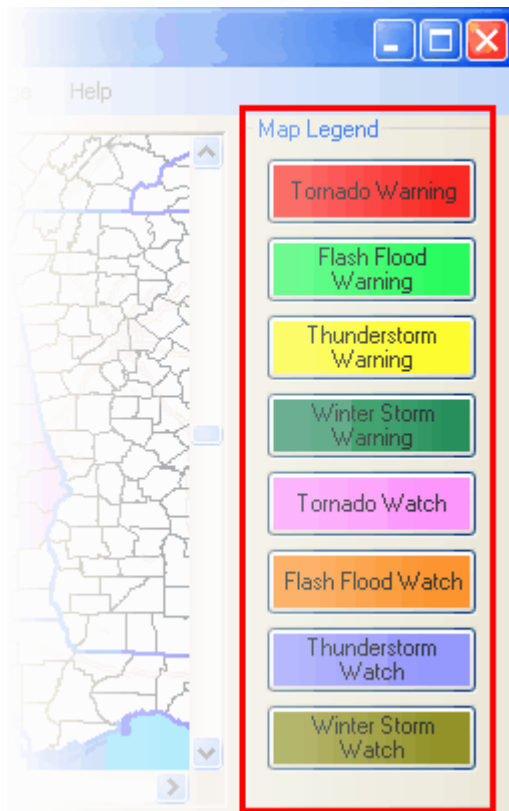 Help
Map Legend
Tornado Warning
Flash Flood
Warning
Thunderstorm
Warning
Winter Storm
Warning
Tornado Watch
Flash Flood Watch
Thunderstorm
Watch
Winter Storm
Watch